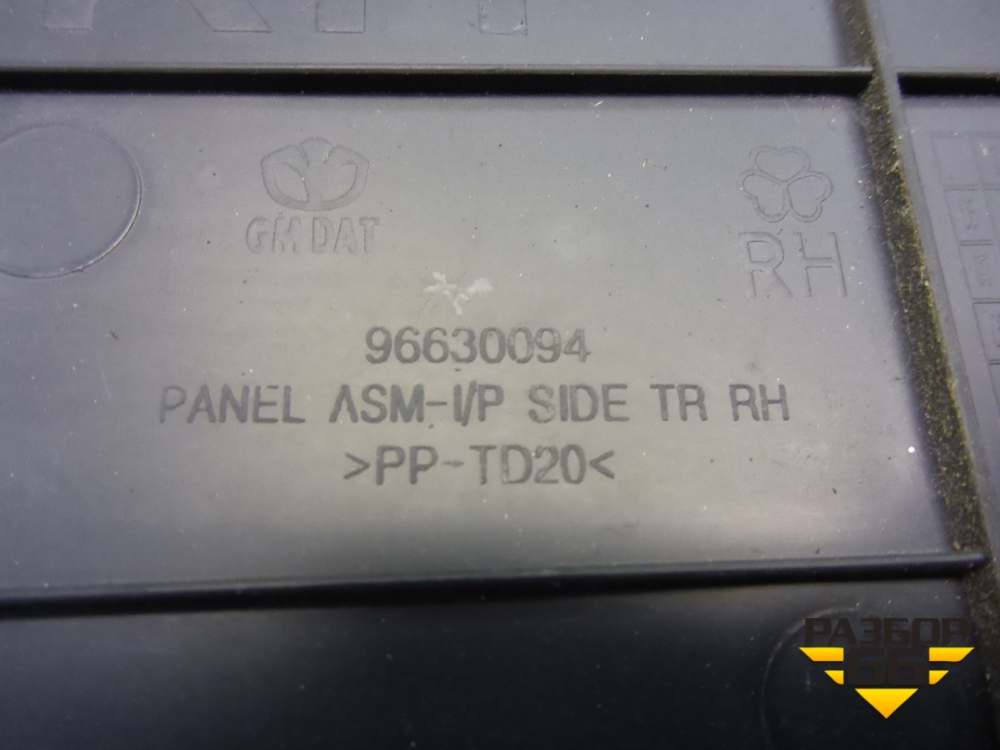 GM DAT
RH
96630094
PANEL ASM-I/P SIDE TR RH
>PP-TD20<
РАЗБОР
66